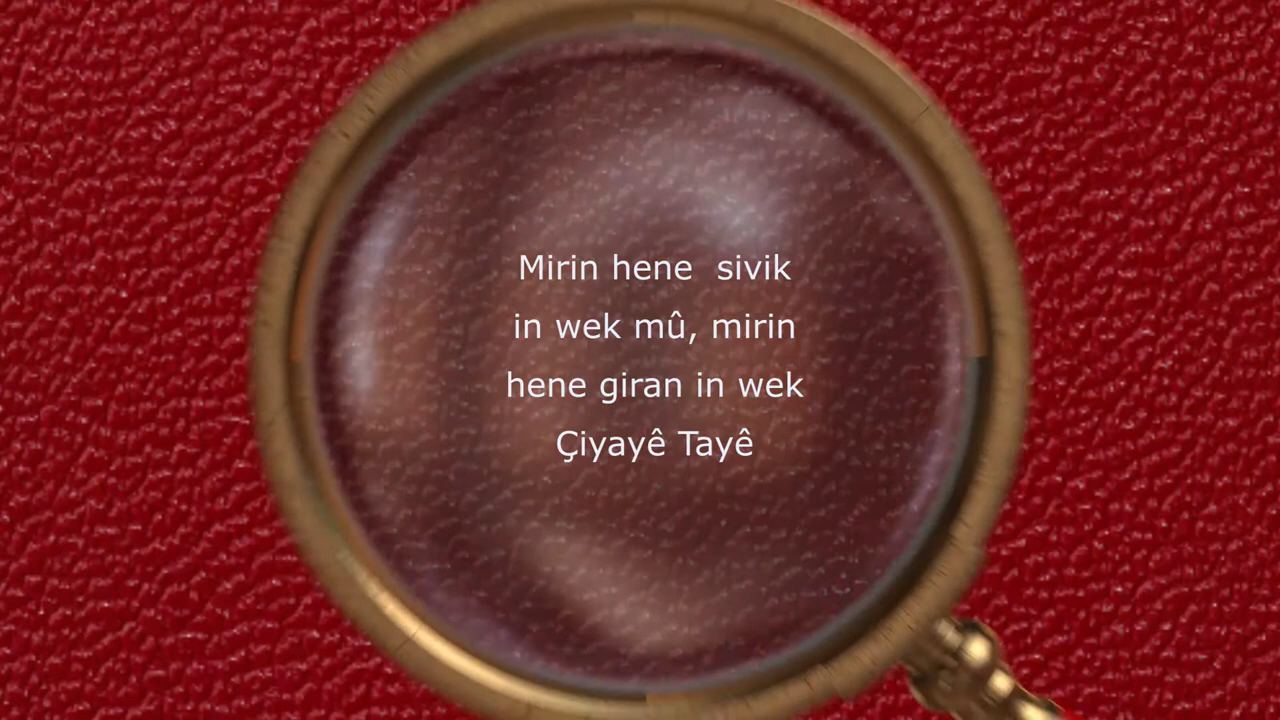 Mirin hene  sivik
in wek mû, mirin
hene giran in wek
Çiyayê Tayê